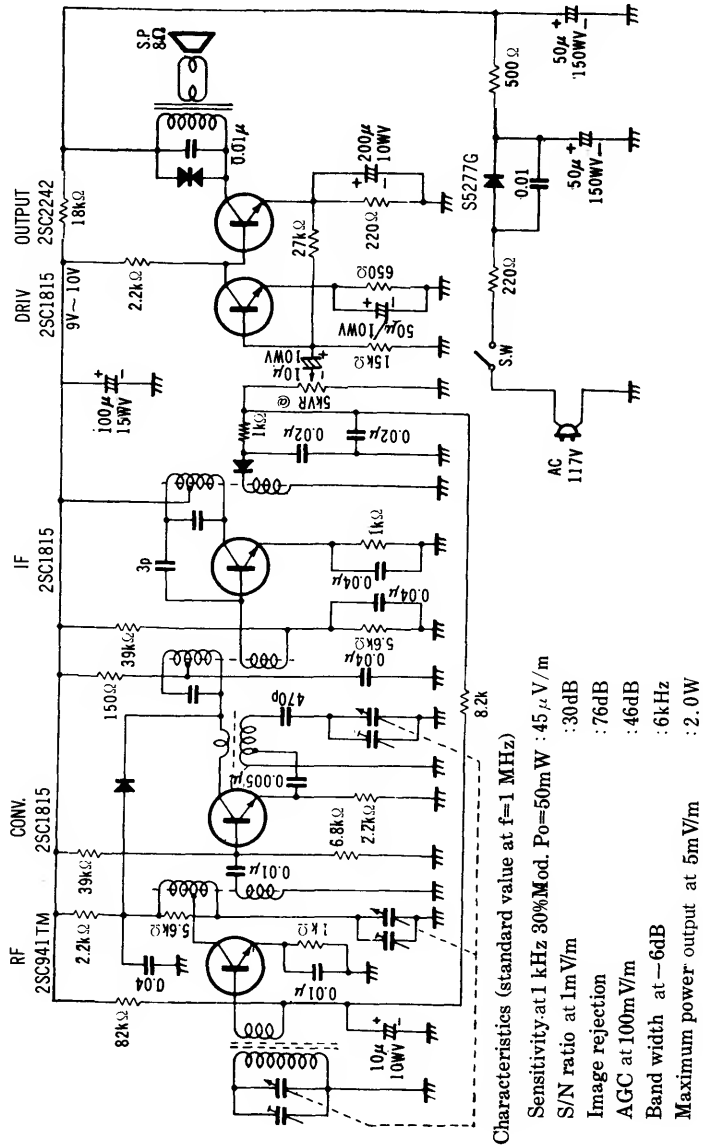 RF
2SC941TM
CONV.
2SC1815
IF
2SC1815
DRIV
2SC1815
OUTPUT
2SC2242
9V～10V
18kΩ
S.P
8Ω
0.01μ
82kΩ
2.2kΩ
0.04
5.6kΩ
1kΩ
0.01μ
10μ
10WV
39kΩ
0.01μ
6.8kΩ
2.2kΩ
0.005μ
470p
150Ω
0.04μ
39kΩ
5.6kΩ
0.04μ
3p
0.04μ
1kΩ
8.2k
1kΩ
0.02μ
0.02μ
5kVR @
10μ
10WV
100μ
15WV
15kΩ
50μ/10WV
650Ω
2.2kΩ
27kΩ
220Ω
200μ
10WV
AC
117V
S.W
220Ω
S5277G
0.01
50μ
150WV
500Ω
50μ
150WV
Characteristics (standard value at f=1 MHz)
Sensitivity at 1 kHz 30%Mod. Po=50mW : 45μV/m
S/N ratio at 1mV/m : 30dB
Image rejection : 76dB
AGC at 100mV/m : 46dB
Band width at −6dB : 6kHz
Maximum power output at 5mV/m : 2.0W